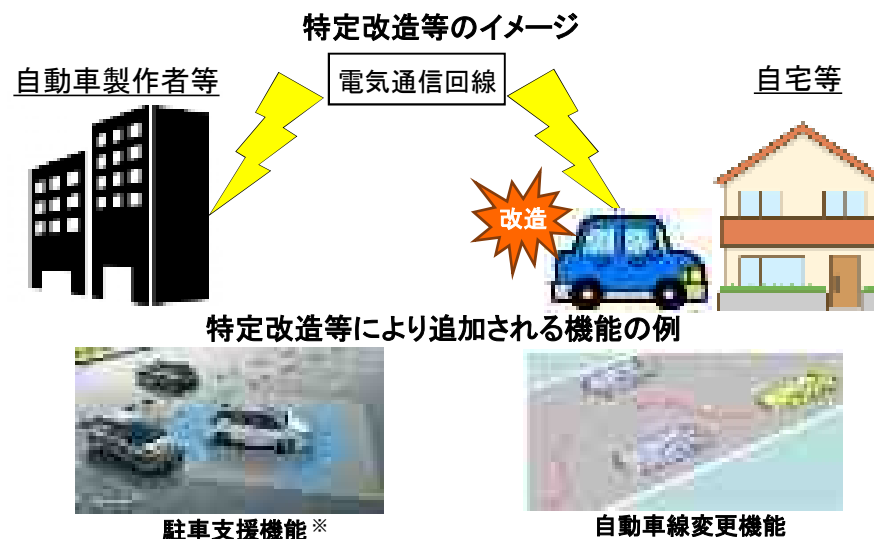 特定改造等のイメージ
自動車製作者等
電気通信回線
自宅等
改造
特定改造等により追加される機能の例
駐車支援機能※
自動車線変更機能